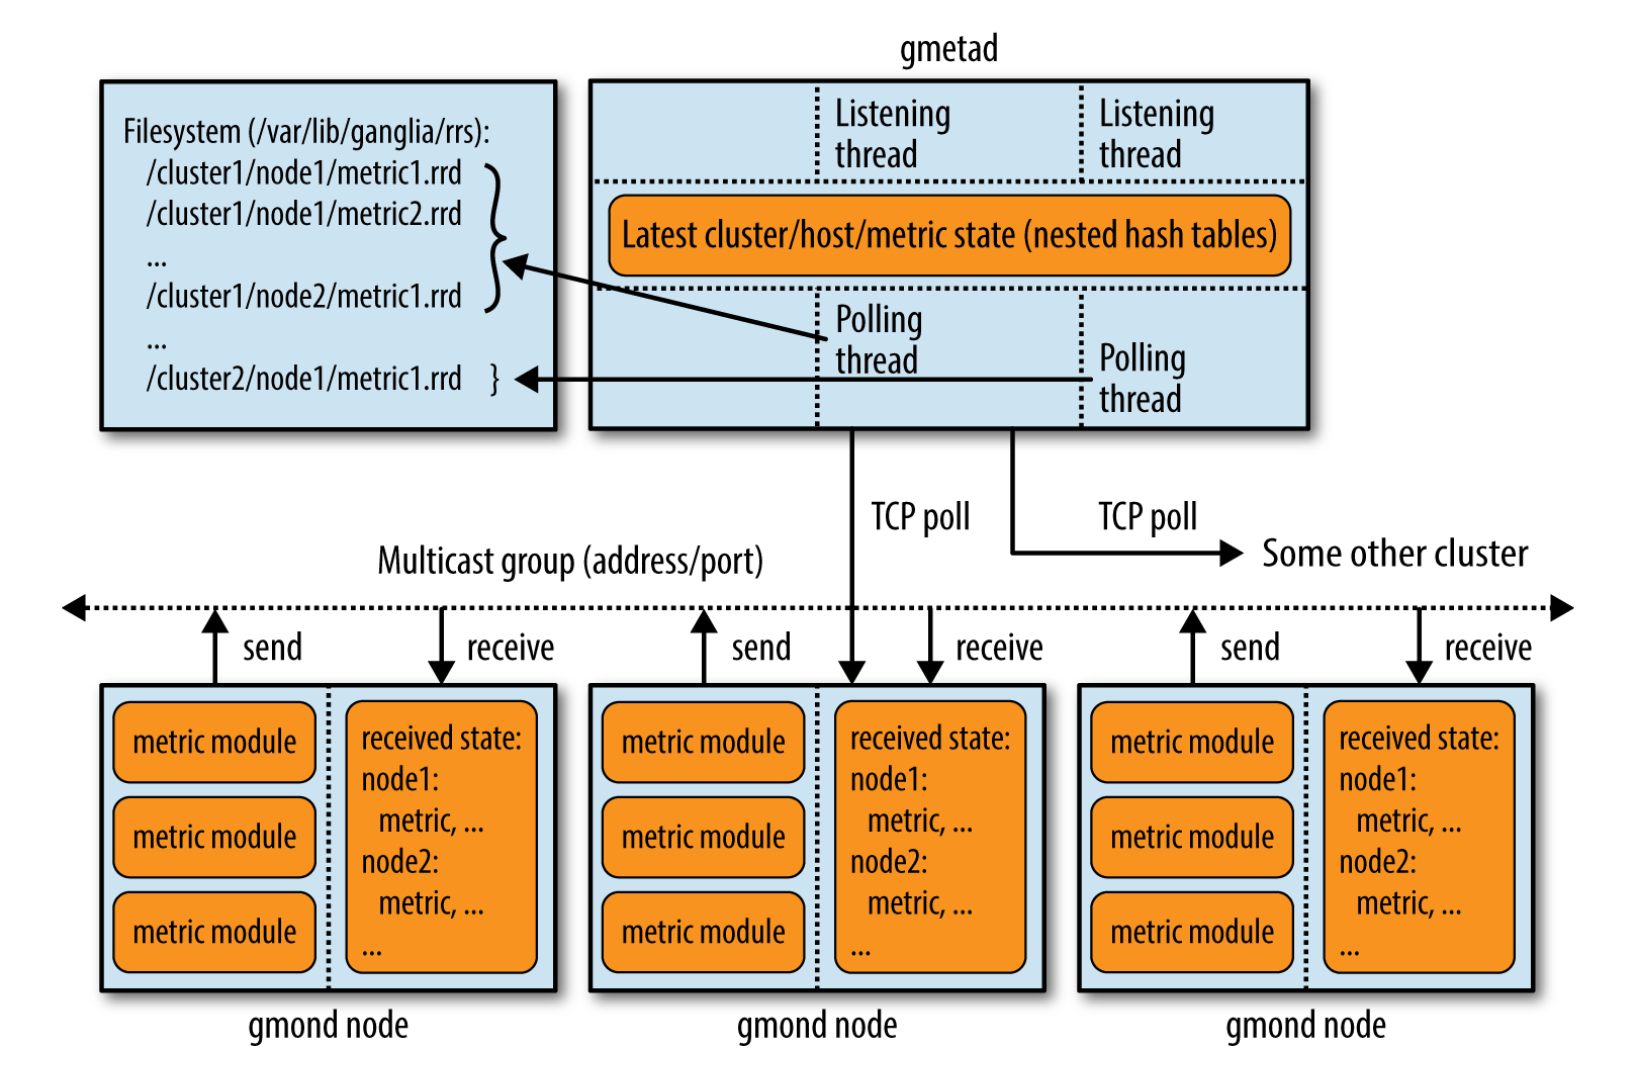 gmetad
Filesystem (/var/lib/ganglia/rrs):
/cluster1/node1/metric1.rrd
/cluster1/node1/metric2.rrd
...
/cluster1/node2/metric1.rrd
...
/cluster2/node1/metric1.rrd }
Listening
thread
Listening
thread
Latest cluster/host/metric state (nested hash tables)
Polling
thread
Polling
thread
TCP poll
TCP poll
Some other cluster
Multicast group (address/port)
send
receive
send
receive
send
receive
metric module
metric module
metric module
received state:
node1:
metric, ...
node2:
metric, ...
...
gmond node
metric module
metric module
metric module
received state:
node1:
metric, ...
node2:
metric, ...
...
gmond node
metric module
metric module
metric module
received state:
node1:
metric, ...
node2:
metric, ...
...
gmond node